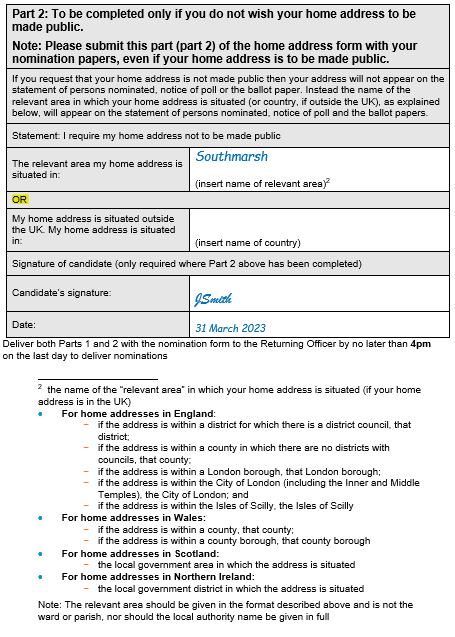 Part 2: To be completed only if you do not wish your home address to be
made public.
Note: Please submit this part (part 2) of the home address form with your
nomination papers, even if your home address is to be made public.
If you request that your home address is not made public then your address will not appear on the
statement of persons nominated, notice of poll or the ballot paper. Instead the name of the
relevant area in which your home address is situated (or country, if outside the UK), as explained
below, will appear on the statement of persons nominated, notice of poll and the ballot papers.
Statement: I require my home address not to be made public
The relevant area my home address is
situated in:
Southmarsh
(insert name of relevant area)²
OR
My home address is situated outside
the UK. My home address is situated
in:
(insert name of country)
Signature of candidate (only required where Part 2 above has been completed)
Candidate's signature:
JSmith
Date:
31 March 2023
Deliver both Parts 1 and 2 with the nomination form to the Returning Officer by no later than 4pm
on the last day to deliver nominations
² the name of the "relevant area" in which your home address is situated (if your home
address is in the UK)
• For home addresses in England:
− if the address is within a district for which there is a district council, that
district;
− if the address is within a county in which there are no districts with
councils, that county;
− if the address is within a London borough, that London borough;
− if the address is within the City of London (including the Inner and Middle
Temples), the City of London; and
− if the address is within the Isles of Scilly, the Isles of Scilly
• For home addresses in Wales:
− if the address is within a county, that county;
− if the address is within a county borough, that county borough
• For home addresses in Scotland:
− the local government area in which the address is situated
• For home addresses in Northern Ireland:
− the local government district in which the address is situated
Note: The relevant area should be given in the format described above and is not the
ward or parish, nor should the local authority name be given in full